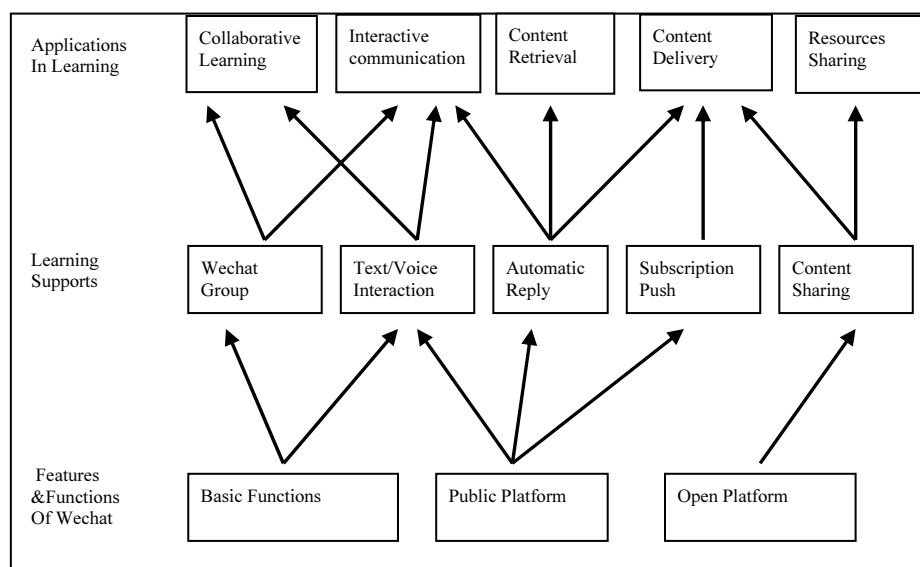 Applications
In Learning
Collaborative
Learning
Interactive
communication
Content
Retrieval
Content
Delivery
Resources
Sharing
Learning
Supports
Wechat
Group
Text/Voice
Interaction
Automatic
Reply
Subscription
Push
Content
Sharing
Features
&Functions
Of Wechat
Basic Functions
Public Platform
Open Platform